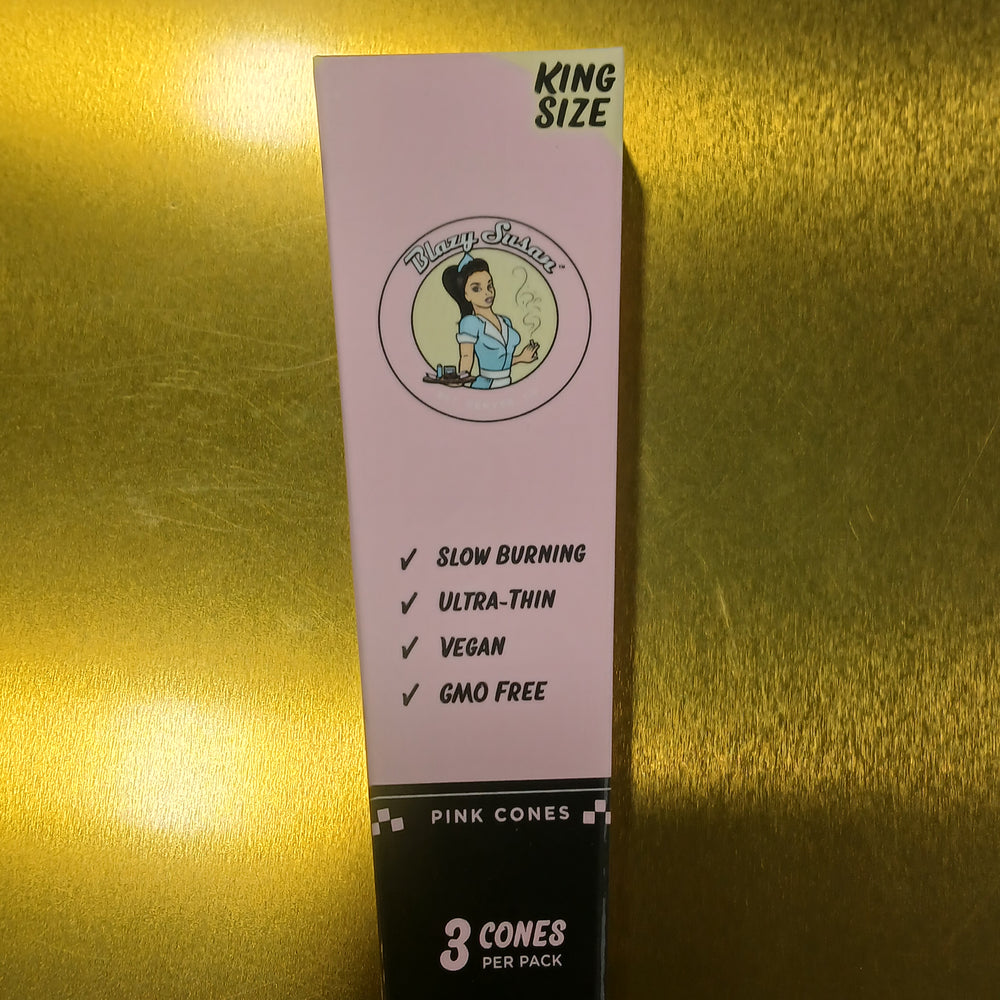 KING
SIZE
Blazy Susan
✓ SLOW BURNING
✓ ULTRA-THIN
✓ VEGAN
✓ GMO FREE
PINK CONES
3 CONES
PER PACK